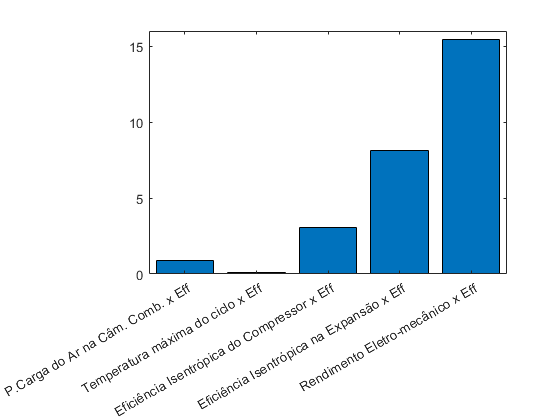 15
10
5
0
P.Carga do Ar na Câm. Comb. x Eff
Temperatura máxima do ciclo x Eff
Eficiência Isentrópica do Compressor x Eff
Eficiência Isentrópica na Expansão x Eff
Rendimento Eletro-mecânico x Eff